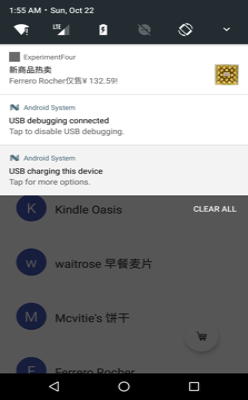 1:55 AM • Sun, Oct 22
LTE
ExperimentFour
新商品热卖
Ferrero Rocher仅售¥ 132.59!
Android System
USB debugging connected
Tap to disable USB debugging.
Android System
USB charging this device
Tap for more options.
CLEAR ALL
K Kindle Oasis
w waitrose 早餐麦片
M Mcvitie's 饼干
F Ferrero Rocher